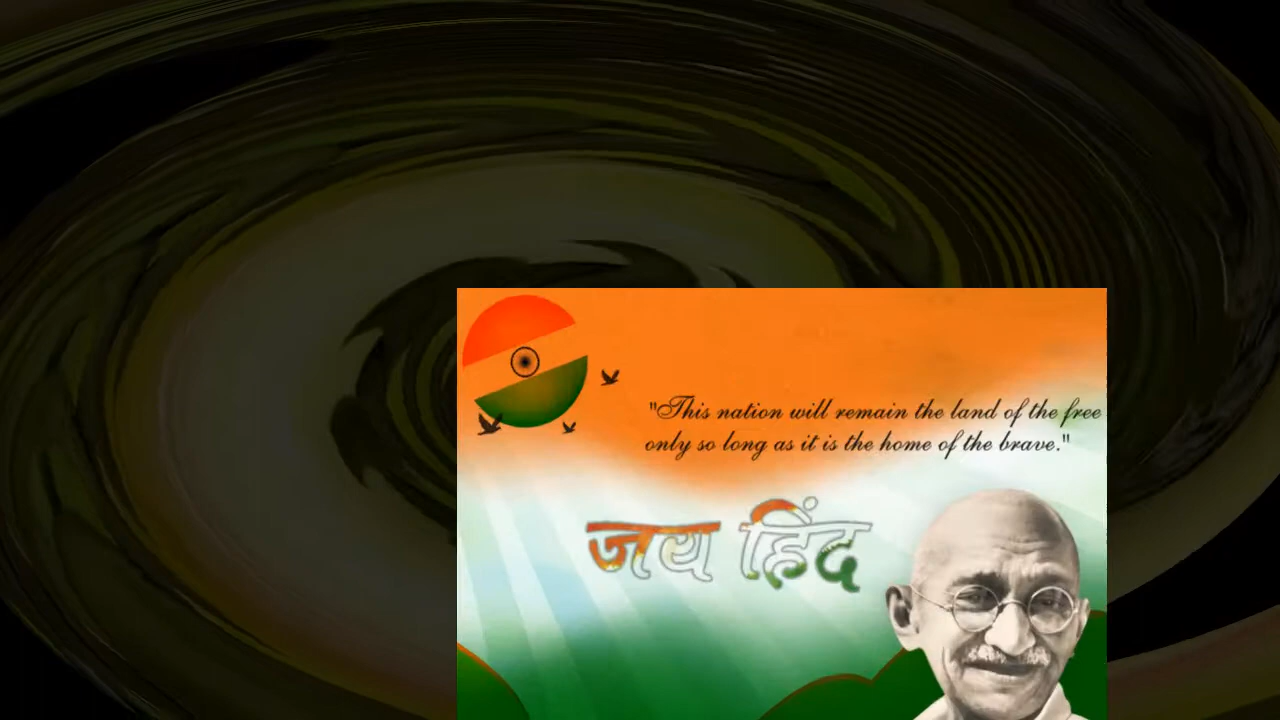 "This nation will remain the land of the free
only so long as it is the home of the brave."
जय हिंद